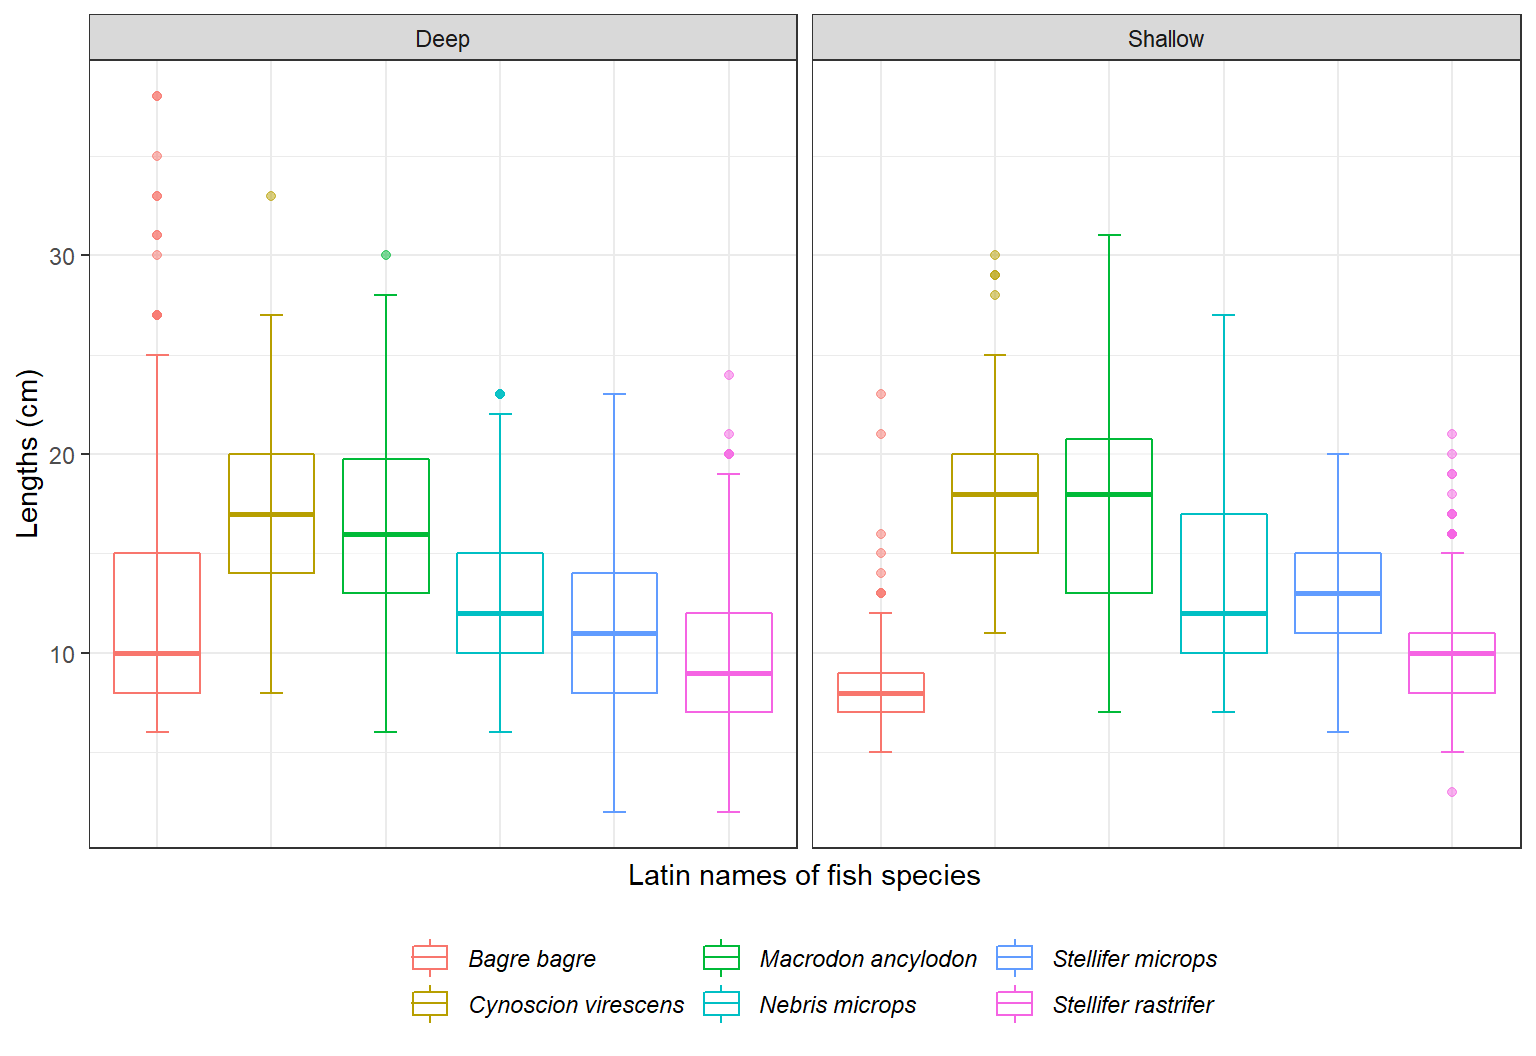 Deep Shallow
30
20
10
Lengths (cm)
Latin names of fish species
Bagre bagre Macrodon ancylodon Stellifer microps
Cynoscion virescens Nebris microps Stellifer rastrifer